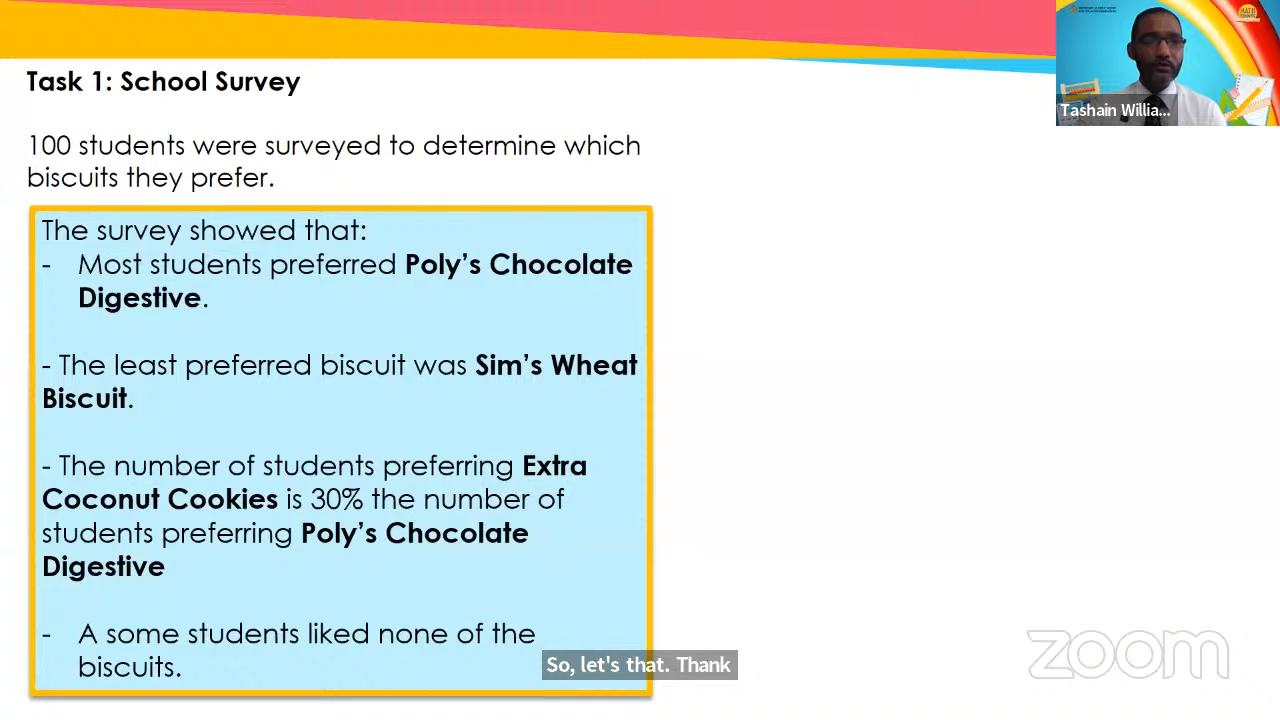 Task 1: School Survey
100 students were surveyed to determine which
biscuits they prefer.
The survey showed that:
- Most students preferred Poly's Chocolate
Digestive.
- The least preferred biscuit was Sim's Wheat
Biscuit.
- The number of students preferring Extra
Coconut Cookies is 30% the number of
students preferring Poly's Chocolate
Digestive
- A some students liked none of the
biscuits.
So, let's that. Thank
Tashain Willia...
zoom